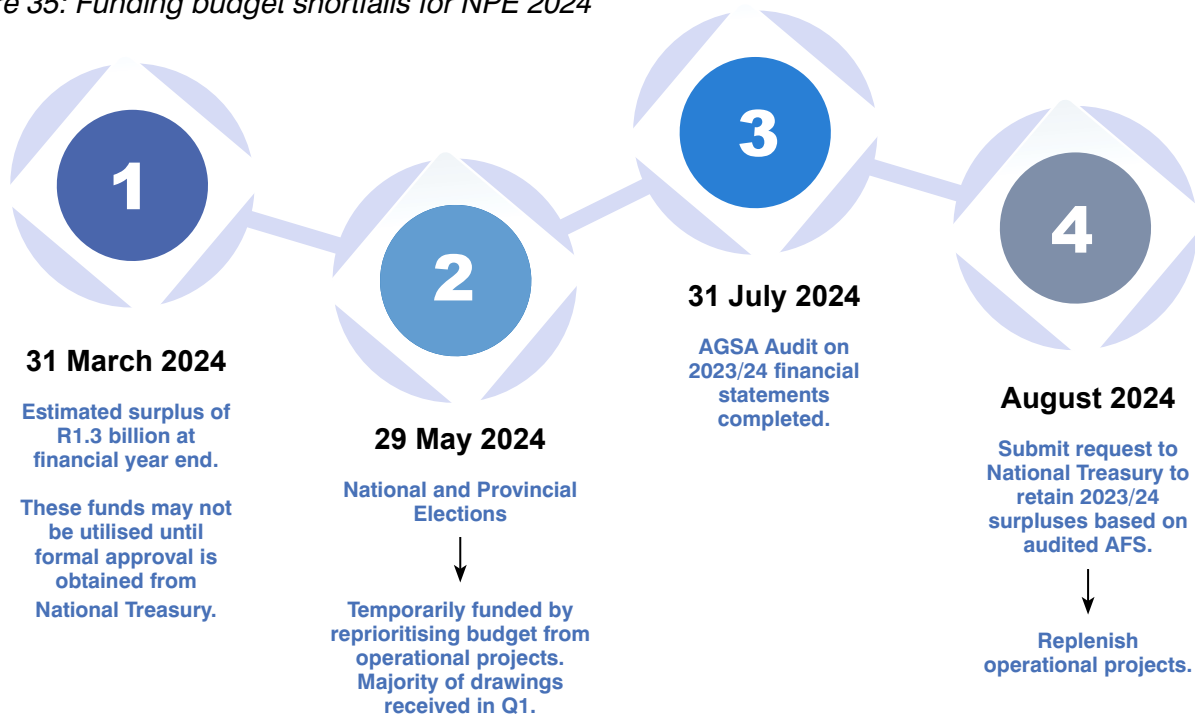 re 35: Funding budget shortfalls for NPE 2024
1
31 March 2024
Estimated surplus of
R1.3 billion at
financial year end.
These funds may not
be utilised until
formal approval is
obtained from
National Treasury.
2
29 May 2024
National and Provincial
Elections
Temporarily funded by
reprioritising budget from
operational projects.
Majority of drawings
received in Q1.
3
31 July 2024
AGSA Audit on
2023/24 financial
statements
completed.
4
August 2024
Submit request to
National Treasury to
retain 2023/24
surpluses based on
audited AFS.
Replenish
operational projects.